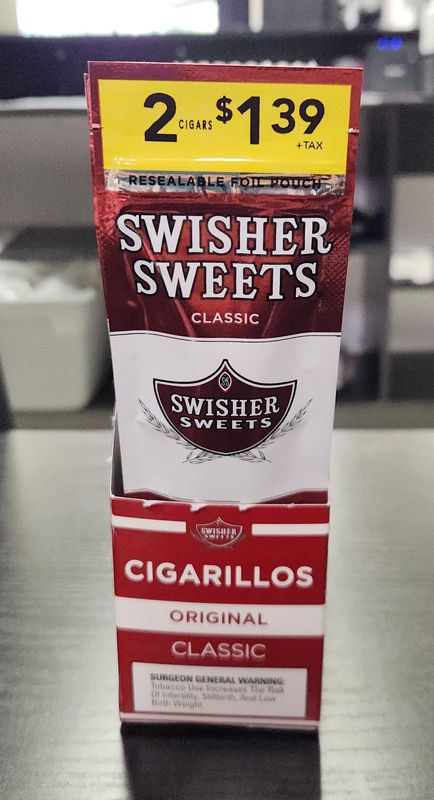 2 CIGARS $1 39
+TAX
RESEALABLE FOIL POUCH
SWISHER
SWEETS
CLASSIC
SWISHER
SWEETS
SWISHER
SWEETS
CIGARILLOS
ORIGINAL
CLASSIC
SURGEON GENERAL WARNING:
Tobacco Use Increases The Risk
Of Infertility, Stillbirth, And Low
Birth Weight.